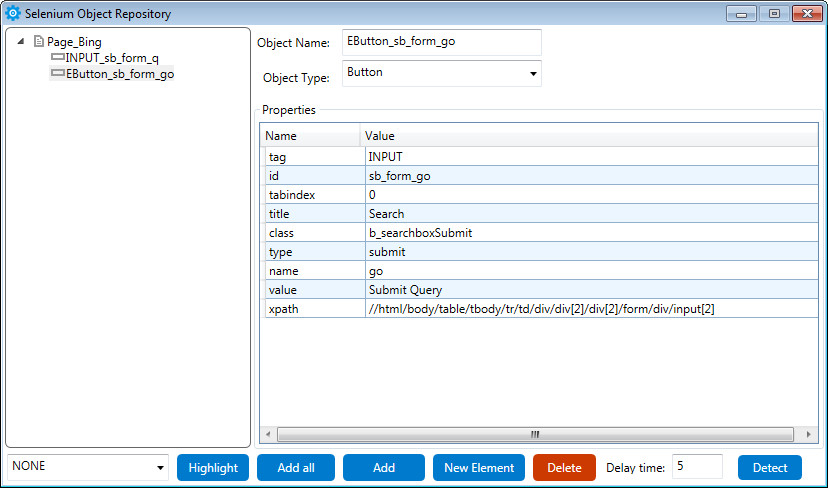 Selenium Object Repository
Page_Bing
INPUT_sb_form_q
EButton_sb_form_go
Object Name: EButton_sb_form_go
Object Type: Button
Properties
Name Value
tag INPUT
id sb_form_go
tabindex 0
title Search
class b_searchboxSubmit
type submit
name go
value Submit Query
xpath //html/body/table/tbody/tr/td/div/div[2]/div[2]/form/div/input[2]
NONE Highlight Add all Add New Element Delete Delay time: 5 Detect